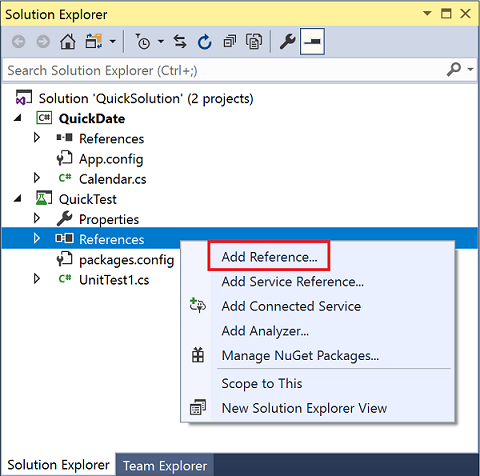 Solution Explorer
Search Solution Explorer (Ctrl+;)
Solution 'QuickSolution' (2 projects)
C# QuickDate
References
App.config
C# Calendar.cs
QuickTest
Properties
References
packages.config
C# UnitTest1.cs
Add Reference...
Add Service Reference...
Add Connected Service
Add Analyzer...
Manage NuGet Packages...
Scope to This
New Solution Explorer View
Solution Explorer Team Explorer